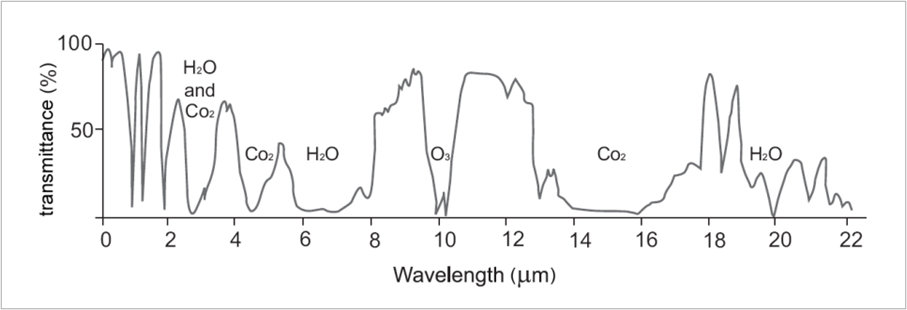 transmittance (%)
100
50
H₂O
and
Co₂
Co₂
H₂O
O₃
Co₂
H₂O
0 2 4 6 8 10 12 14 16 18 20 22
Wavelength (μm)